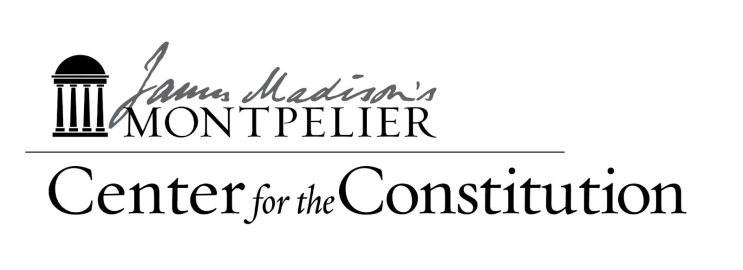 James Madison's
MONTPELIER
Center for the Constitution